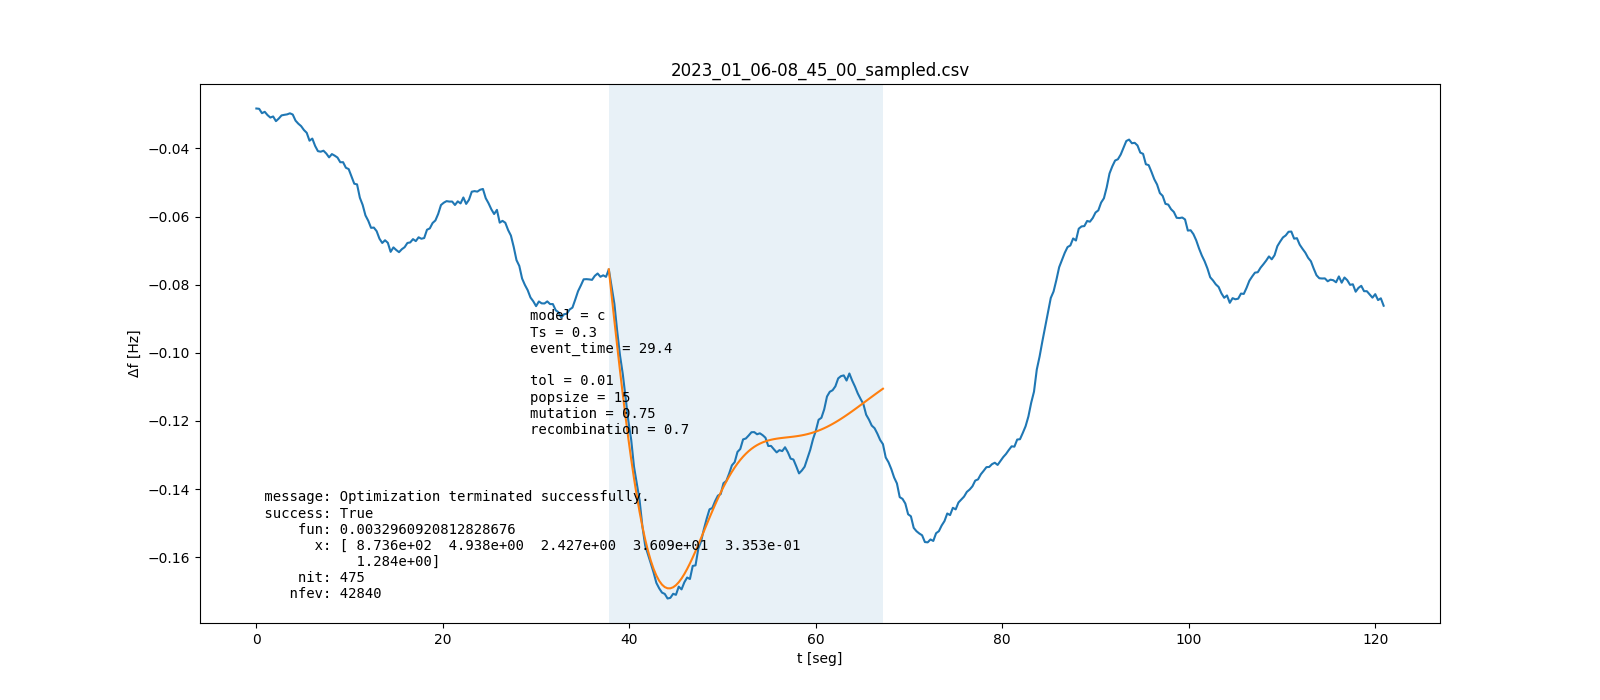 2023_01_06-08_45_00_sampled.csv
−0.04
−0.06
−0.08
−0.10
−0.12
−0.14
−0.16
Δf [Hz]
model = c
Ts = 0.3
event_time = 29.4
tol = 0.01
popsize = 15
mutation = 0.75
recombination = 0.7
message: Optimization terminated successfully.
success: True
fun: 0.0032960920812828676
x: [ 8.736e+02  4.938e+00  2.427e+00  3.609e+01  3.353e-01
1.284e+00]
nit: 475
nfev: 42840
0 20 40 60 80 100 120
t [seg]